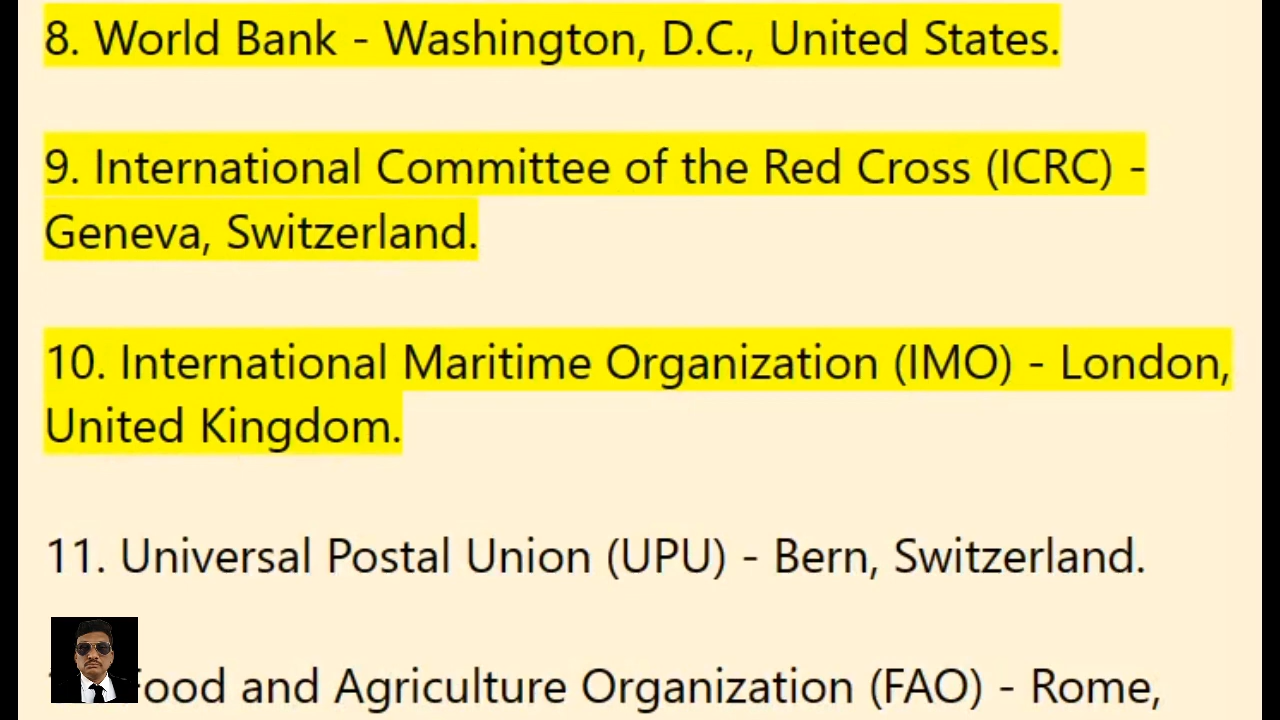 8. World Bank - Washington, D.C., United States.
9. International Committee of the Red Cross (ICRC) -
Geneva, Switzerland.
10. International Maritime Organization (IMO) - London,
United Kingdom.
11. Universal Postal Union (UPU) - Bern, Switzerland.
Food and Agriculture Organization (FAO) - Rome,